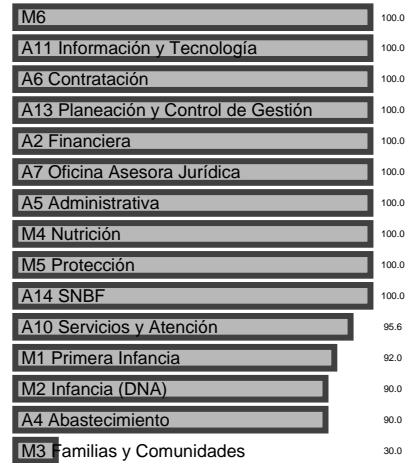 M6 100.0
A11 Información y Tecnología 100.0
A6 Contratación 100.0
A13 Planeación y Control de Gestión 100.0
A2 Financiera 100.0
A7 Oficina Asesora Jurídica 100.0
A5 Administrativa 100.0
M4 Nutrición 100.0
M5 Protección 100.0
A14 SNBF 100.0
A10 Servicios y Atención 95.6
M1 Primera Infancia 92.0
M2 Infancia (DNA) 90.0
A4 Abastecimiento 90.0
M3 Familias y Comunidades 30.0